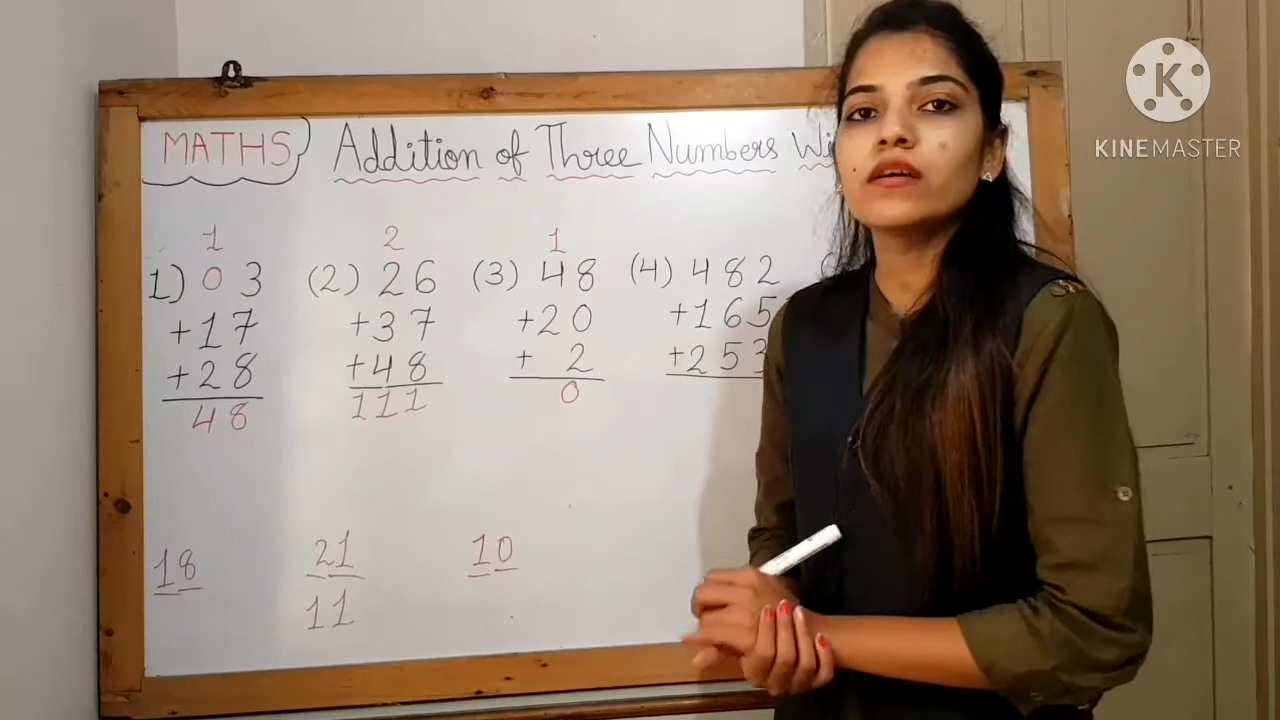 MATHS Addition of Three Numbers Wi
1 2 1
1) 03 (2) 26 (3) 48 (4) 482
+17 +37 +20 +165
+28 +48 + 2 +253
48 111 0
18 21 10
11
KINEMASTER